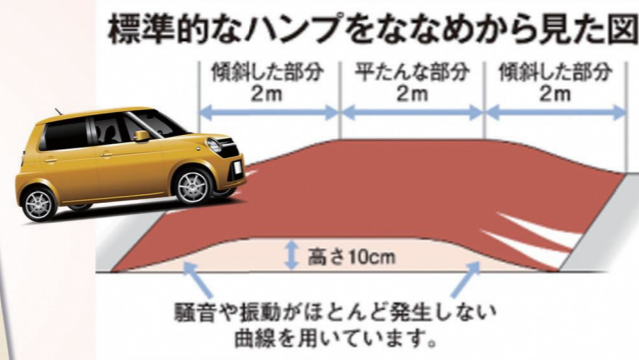 標準的なハンプをななめから見た図
傾斜した部分 平たんな部分 傾斜した部分
2m 2m 2m
高さ10cm
騒音や振動がほとんど発生しない
曲線を用いています。